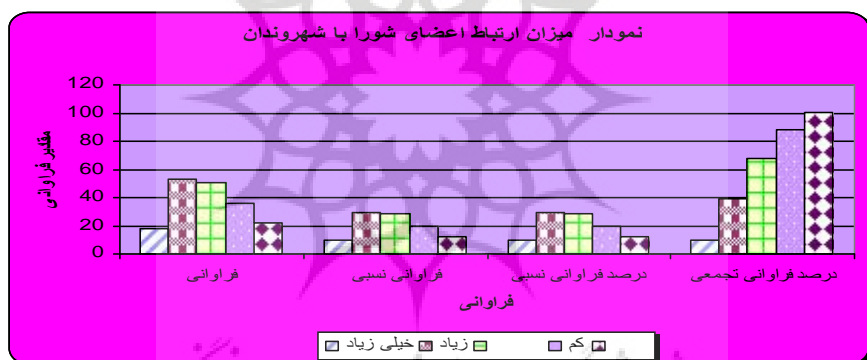 نمودار میزان ارتباط اعضای شورا با شهروندان
120
100
80
60
40
20
0
مقدیر فراوانی
فراوانی
فراوانی نسبی
درصد فراوانی نسبی
درصد فراوانی تجمعی
فراوانی
خیلی زیاد
زیاد
کم